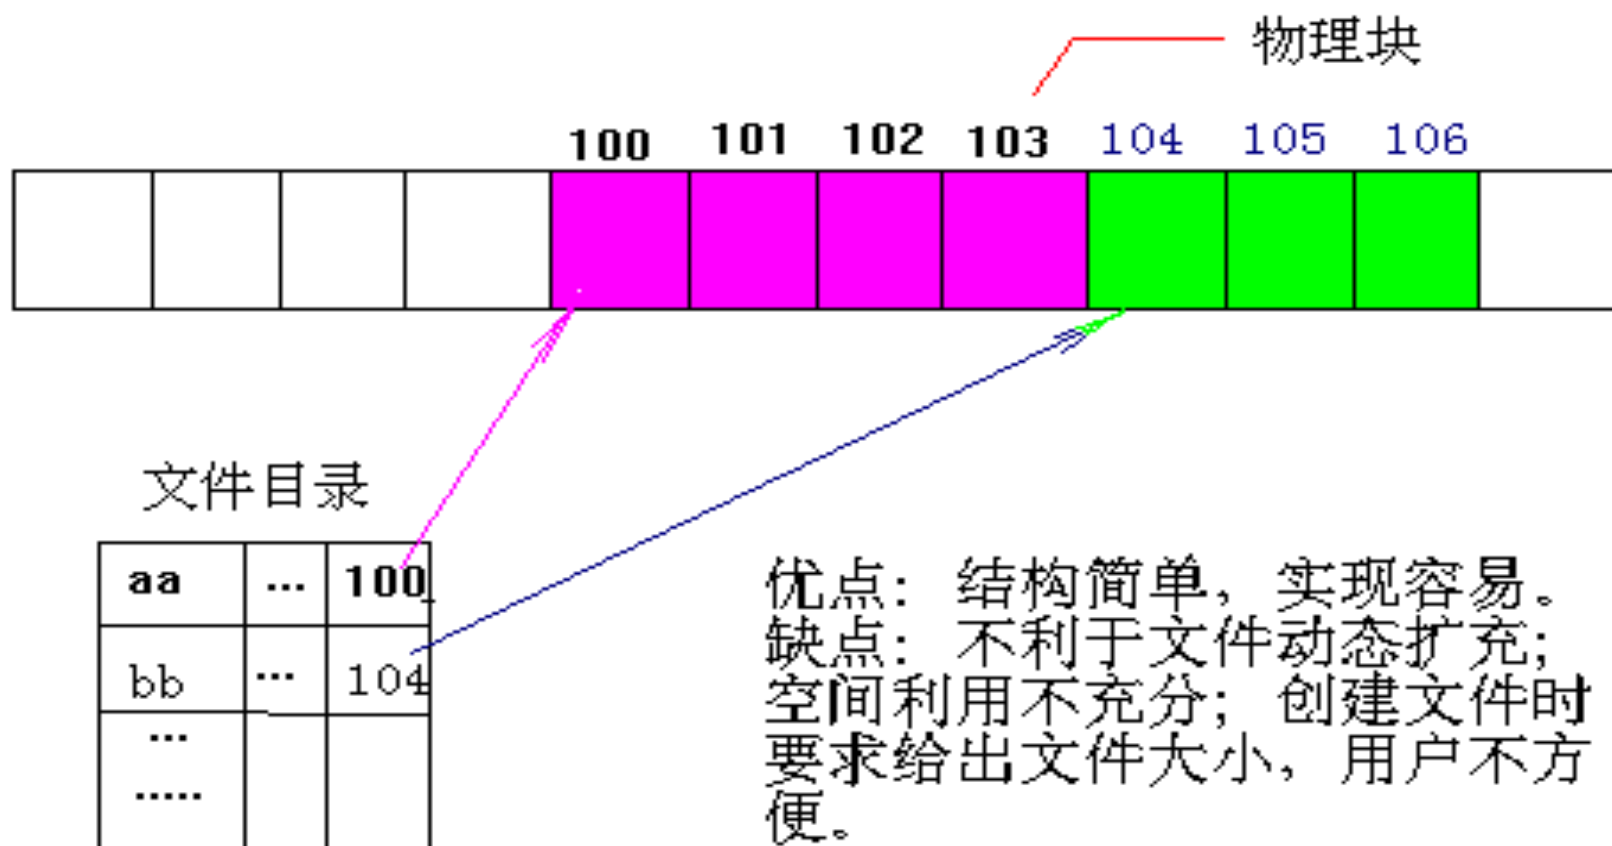 物理块
100 101 102 103 104 105 106
文件目录
aa ... 100
bb ... 104
...
.....
优点：结构简单，实现容易。
缺点：不利于文件动态扩充；
空间利用不充分；创建文件时
要求给出文件大小，用户不方
便。